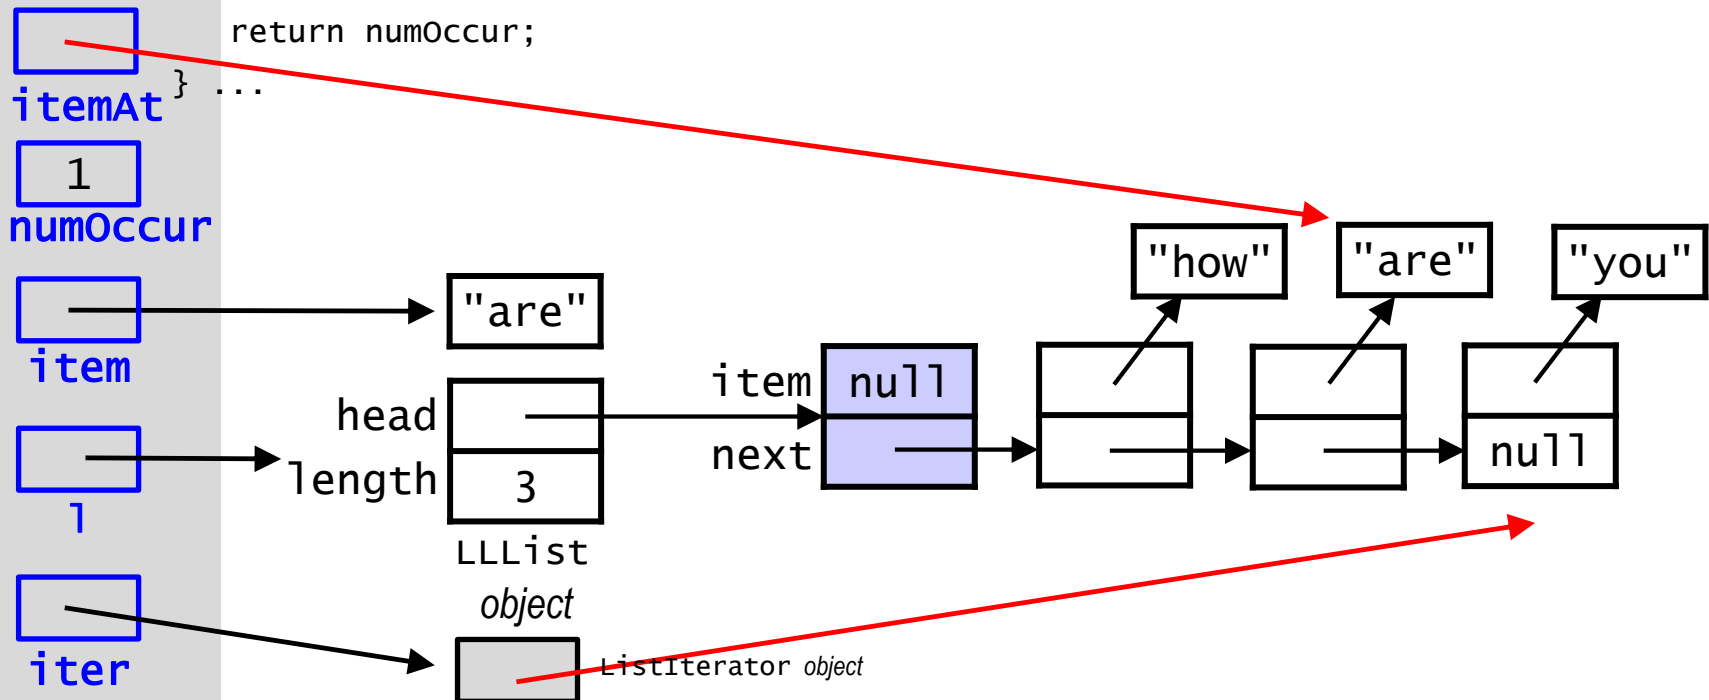 return numOccur;
} ...
itemAt
1
numOccur
"how" "are" "you"
"are"
item
item null
head
next null
length 3
l
LLList
object
iter
ListIterator object